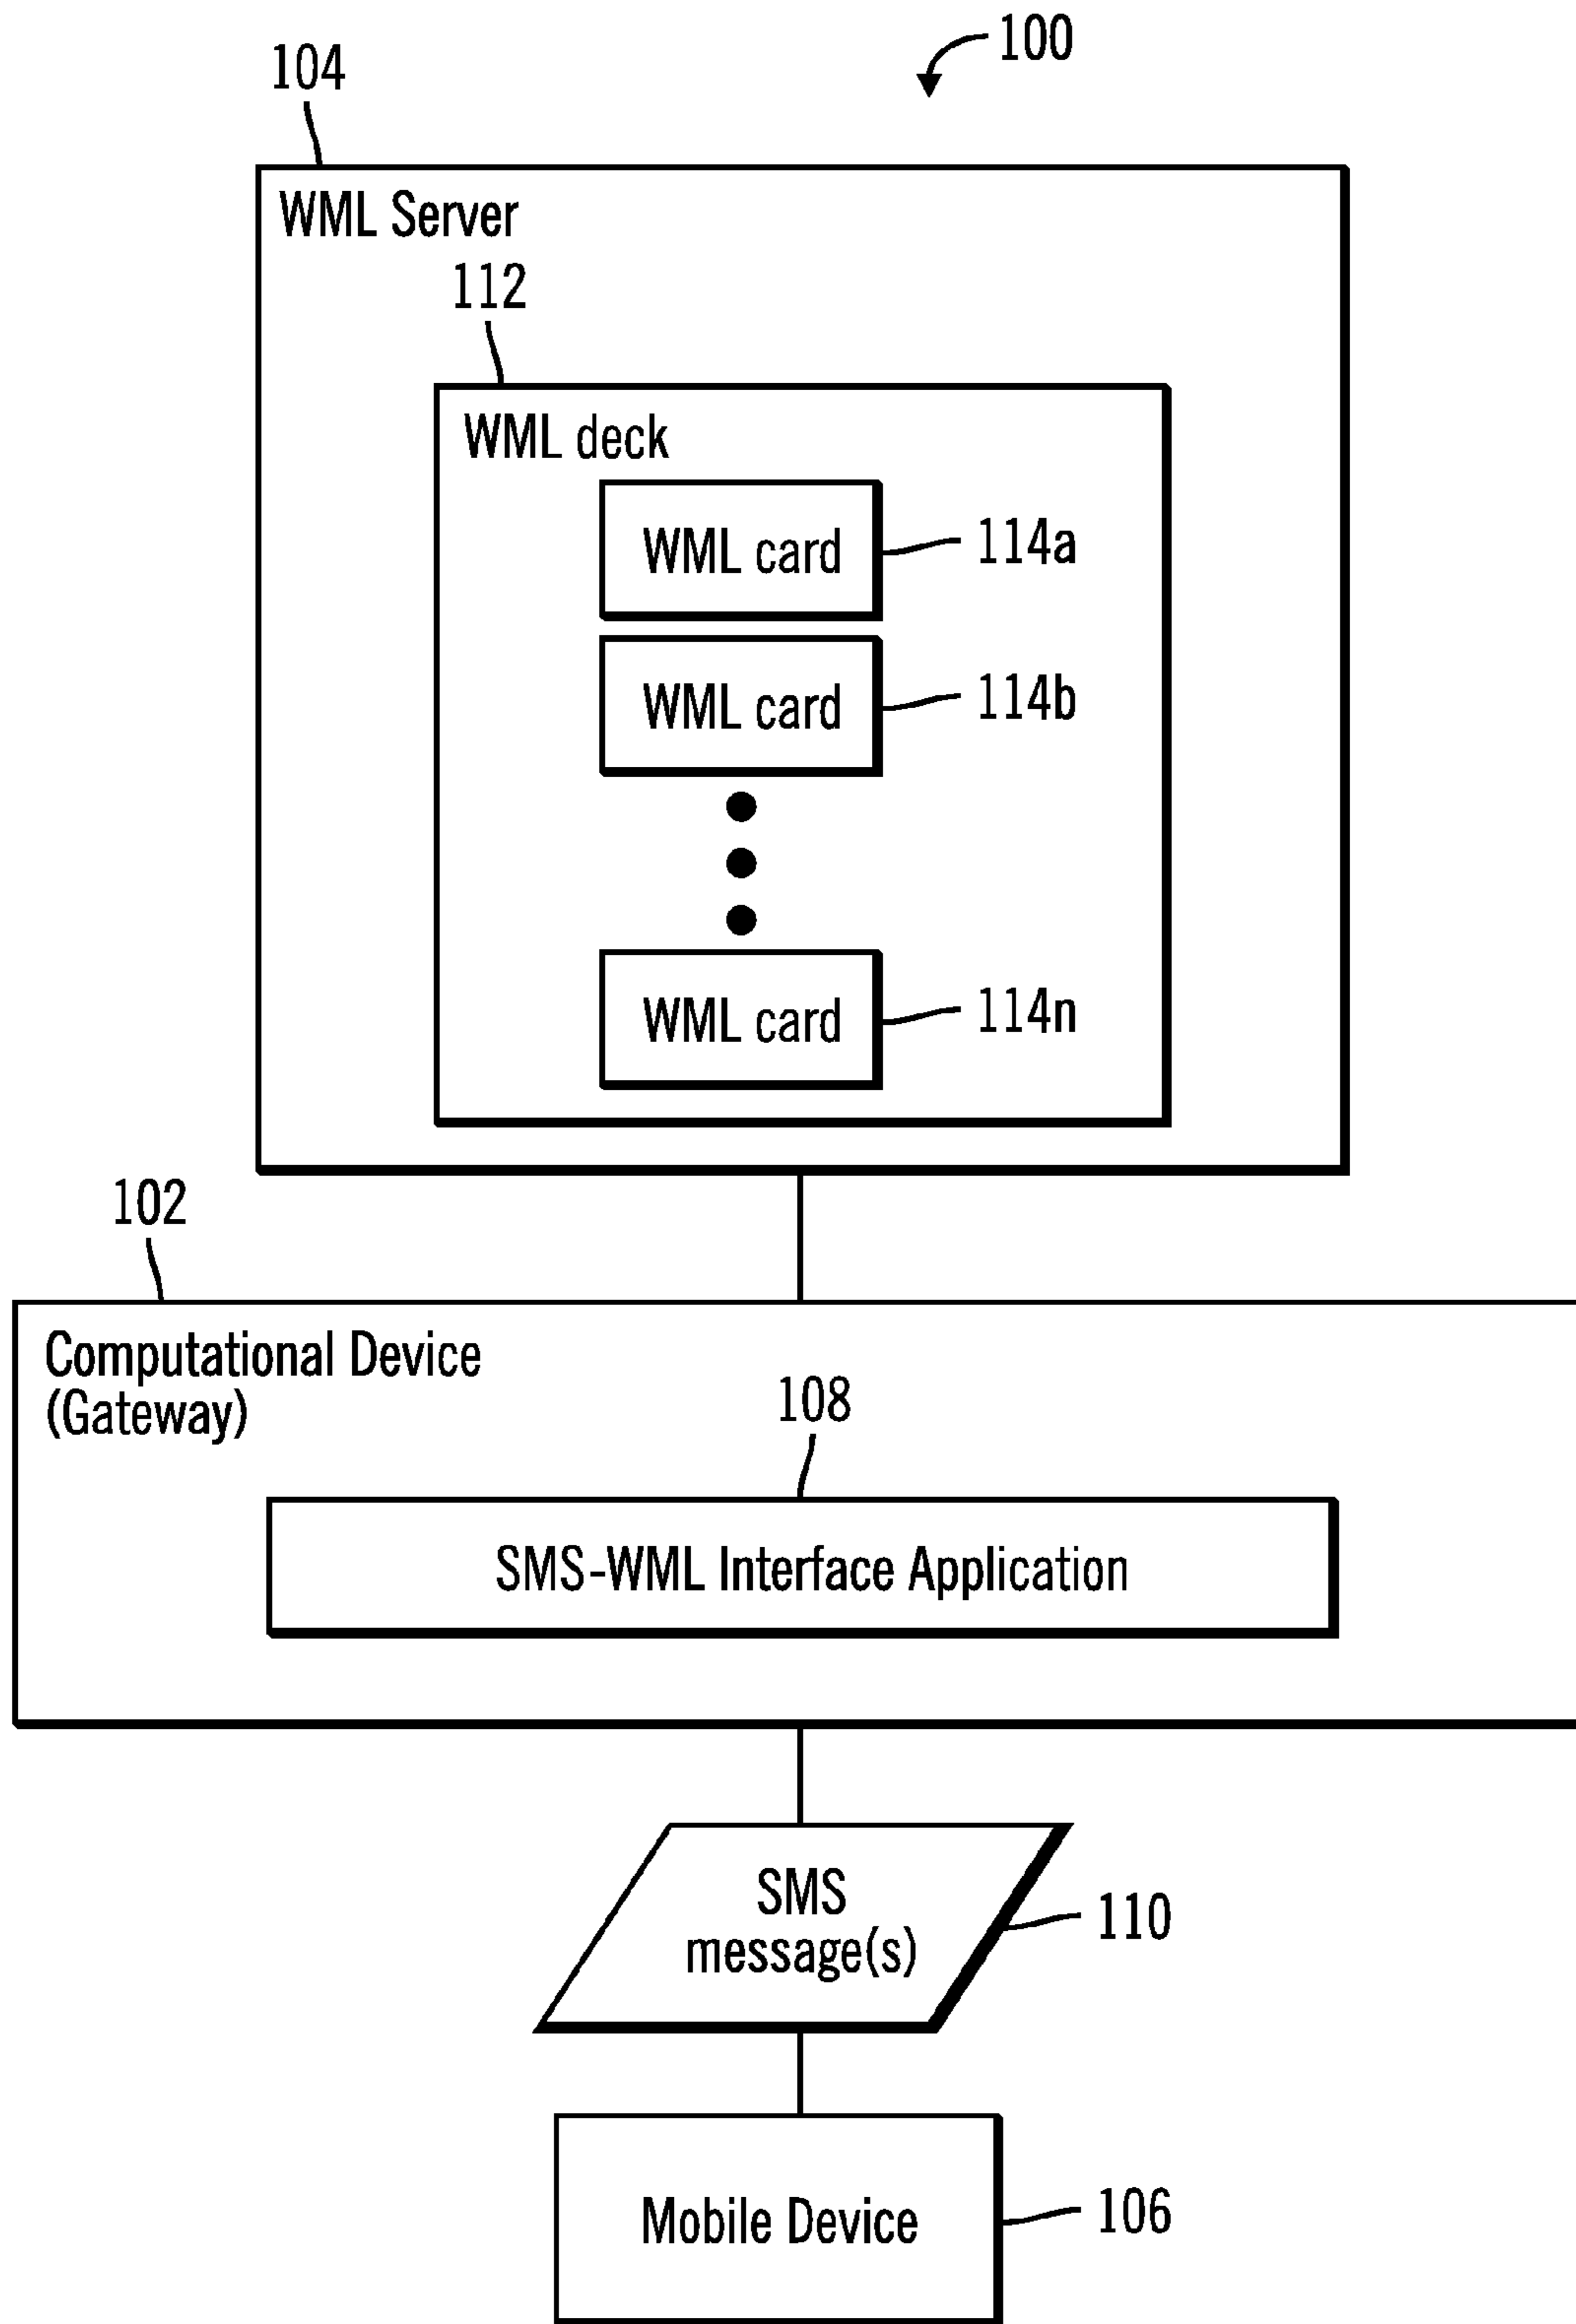 100
104
WML Server
112
WML deck
WML card
114a
WML card
114b
WML card
114n
102
Computational Device
(Gateway)
108
SMS-WML Interface Application
SMS
message(s)
110
Mobile Device
106